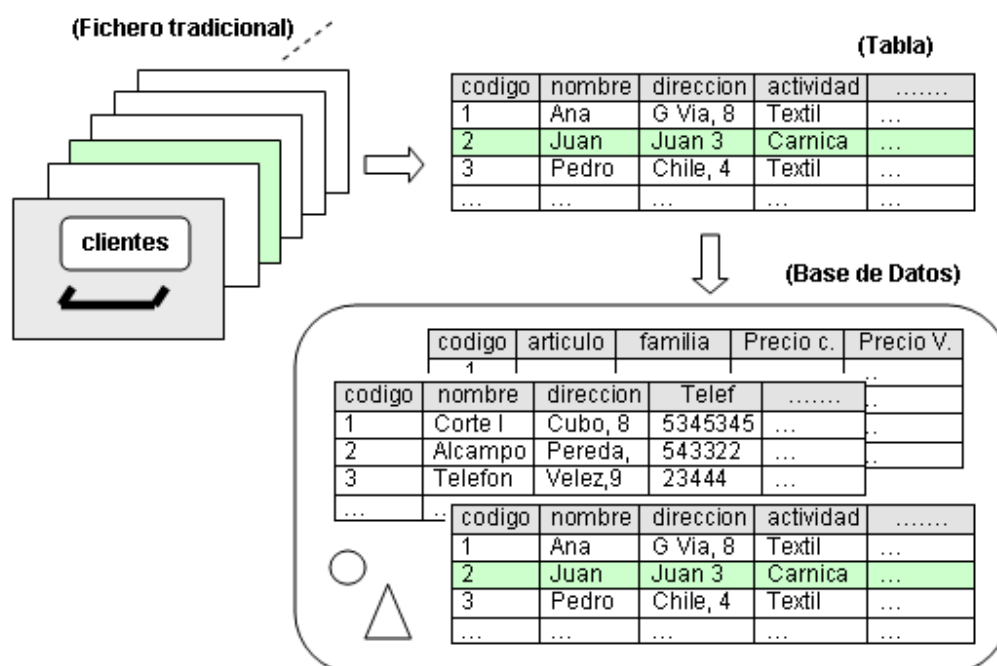 (Fichero tradicional)
(Tabla)
codigo nombre direccion actividad .......
1 Ana G Via, 8 Textil ...
2 Juan Juan 3 Carnica ...
3 Pedro Chile, 4 Textil ...
... ... ... ... ...
clientes
(Base de Datos)
codigo articulo familia Precio c. Precio V.
1 ..
codigo nombre direccion Telef .......
1 Corte I Cubo, 8 5345345 ...
2 Alcampo Pereda, 543322 ...
3 Telefon Velez,9 23444 ...
... ..
codigo nombre direccion actividad .......
1 Ana G Via, 8 Textil ...
2 Juan Juan 3 Carnica ...
3 Pedro Chile, 4 Textil ...
... ... ... ... ...